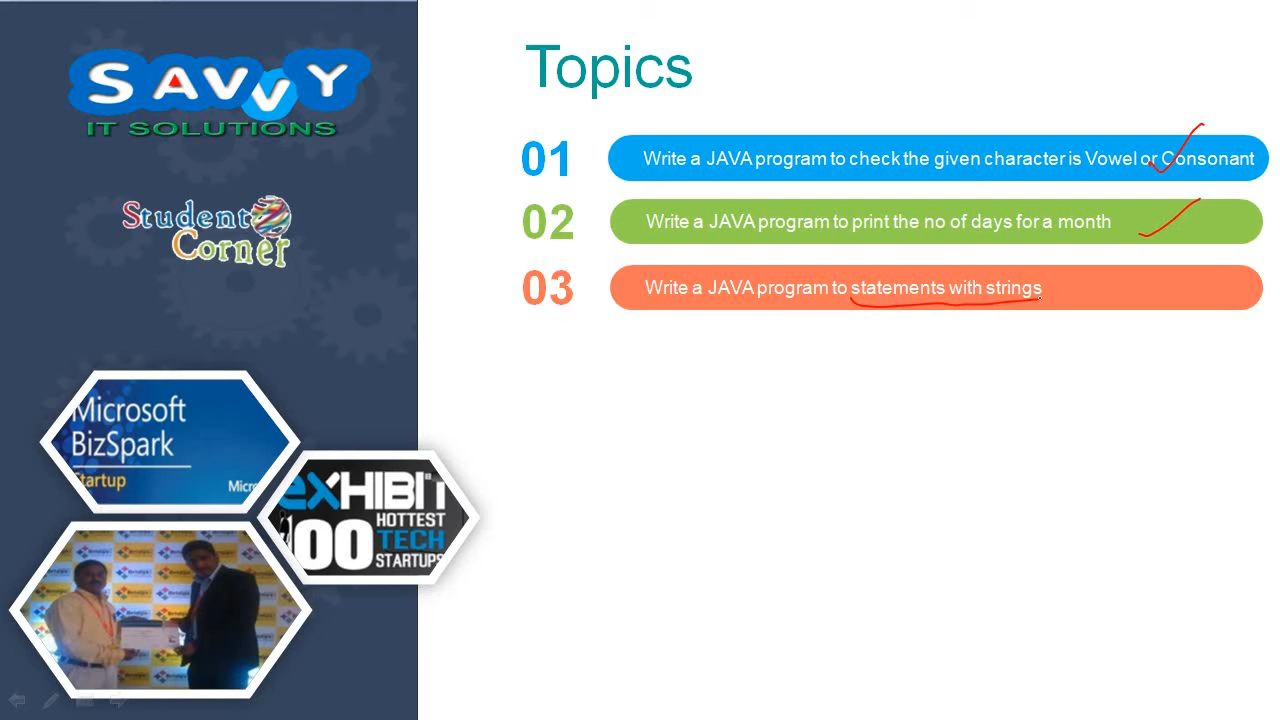 SAVVY
IT SOLUTIONS
Student
Corner
Microsoft
BizSpark
Startup
Micr
EXHIBIT
100
HOTTEST
TECH
STARTUPS
Topics
01 Write a JAVA program to check the given character is Vowel or Consonant
02 Write a JAVA program to print the no of days for a month
03 Write a JAVA program to statements with strings